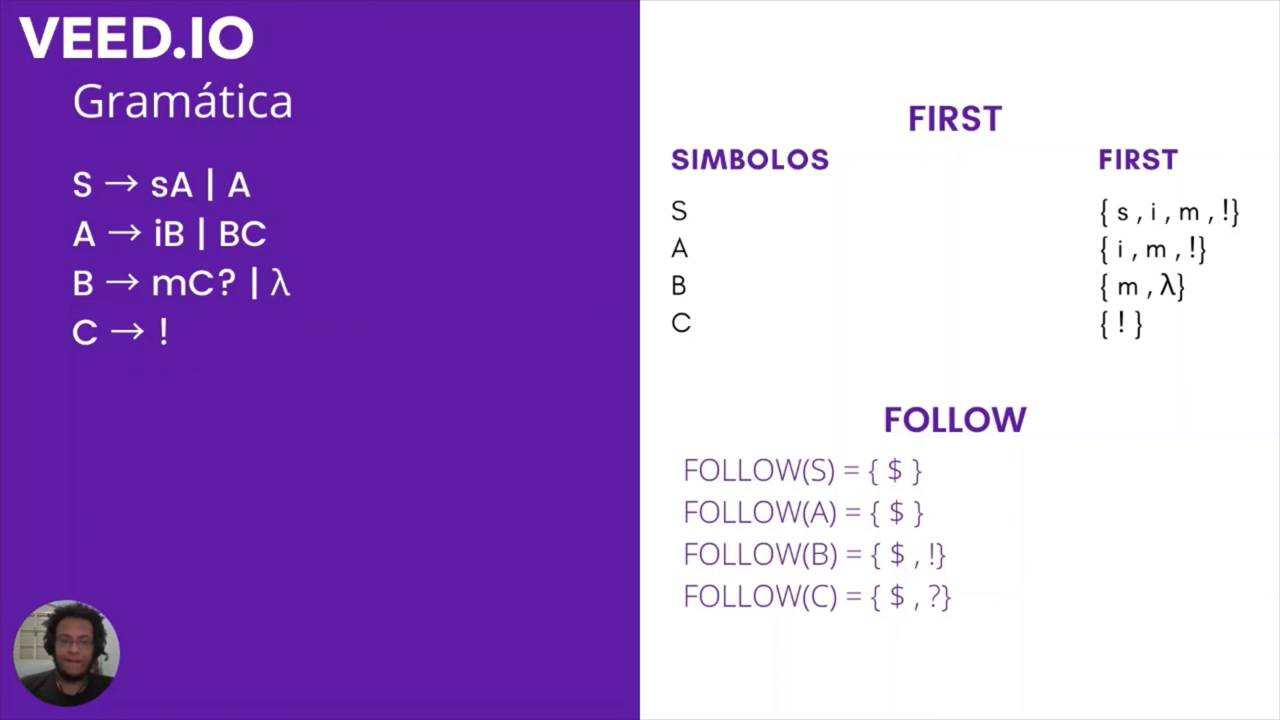 VEED.IO
Gramática
S → sA | A
A → iB | BC
B → mC? | λ
C → !
FIRST
SIMBOLOS FIRST
S { s , i , m , !}
A { i , m , !}
B { m , λ}
C { ! }
FOLLOW
FOLLOW(S) = { $ }
FOLLOW(A) = { $ }
FOLLOW(B) = { $ , !}
FOLLOW(C) = { $ , ?}